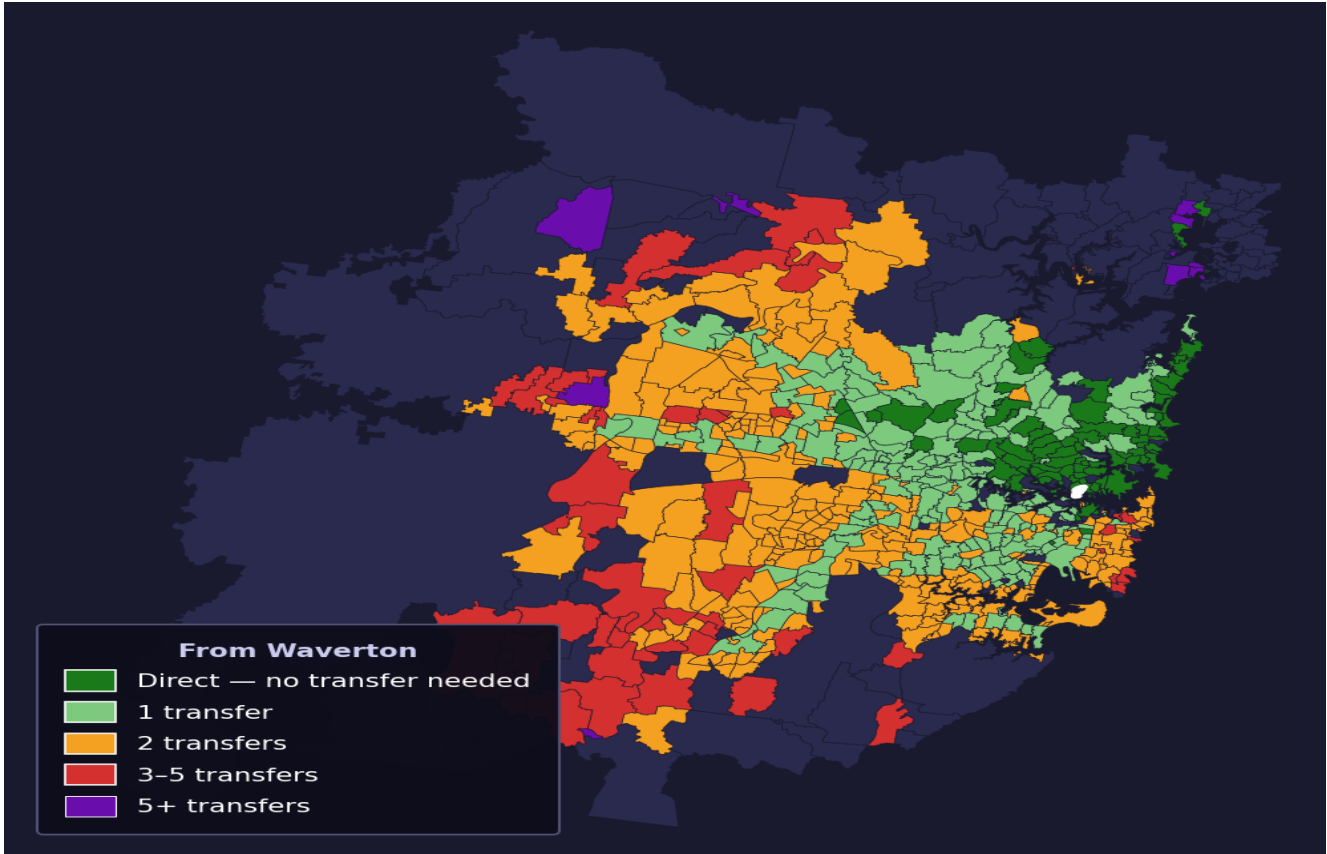 From Waverton
Direct — no transfer needed
1 transfer
2 transfers
3–5 transfers
5+ transfers